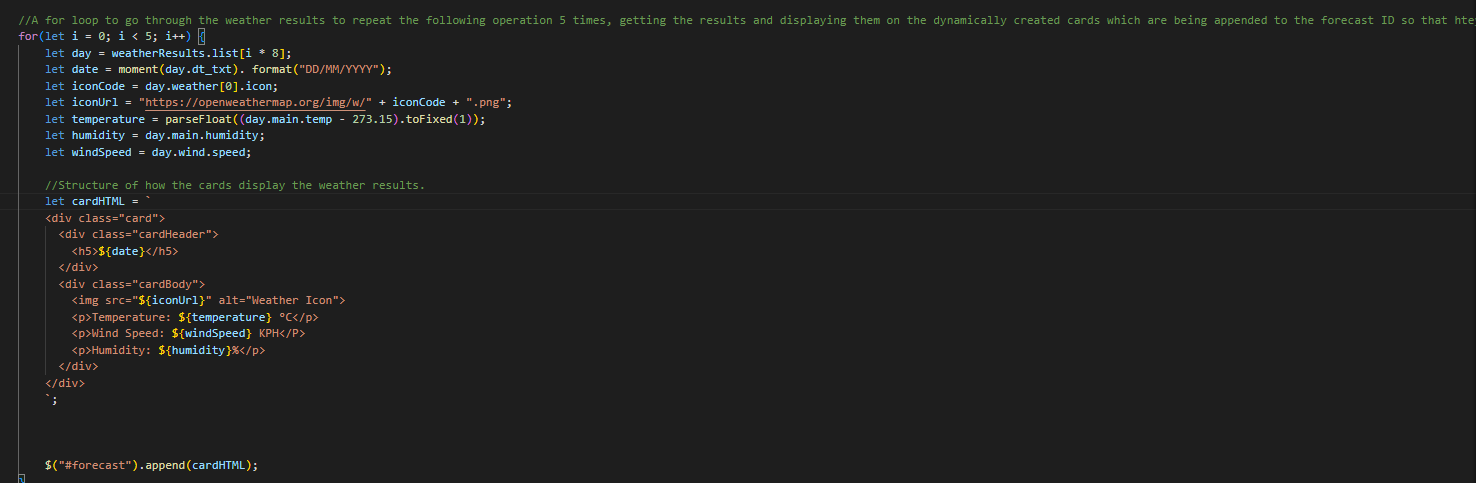 //A for loop to go through the weather results to repeat the following operation 5 times, getting the results and displaying them on the dynamically created cards which are being appended to the forecast ID so that htey
for(let i = 0; i < 5; i++) {
let day = weatherResults.list[i * 8];
let date = moment(day.dt_txt). format("DD/MM/YYYY");
let iconCode = day.weather[0].icon;
let iconUrl = "https://openweathermap.org/img/w/" + iconCode + ".png";
let temperature = parseFloat((day.main.temp - 273.15).toFixed(1));
let humidity = day.main.humidity;
let windSpeed = day.wind.speed;
//Structure of how the cards display the weather results.
let cardHTML = `
<div class="card">
<div class="cardHeader">
<h5>${date}</h5>
</div>
<div class="cardBody">
<img src="${iconUrl}" alt="Weather Icon">
<p>Temperature: ${temperature} °C</p>
<p>Wind Speed: ${windSpeed} KPH</P>
<p>Humidity: ${humidity}%</p>
</div>
</div>
`;
$("#forecast").append(cardHTML);